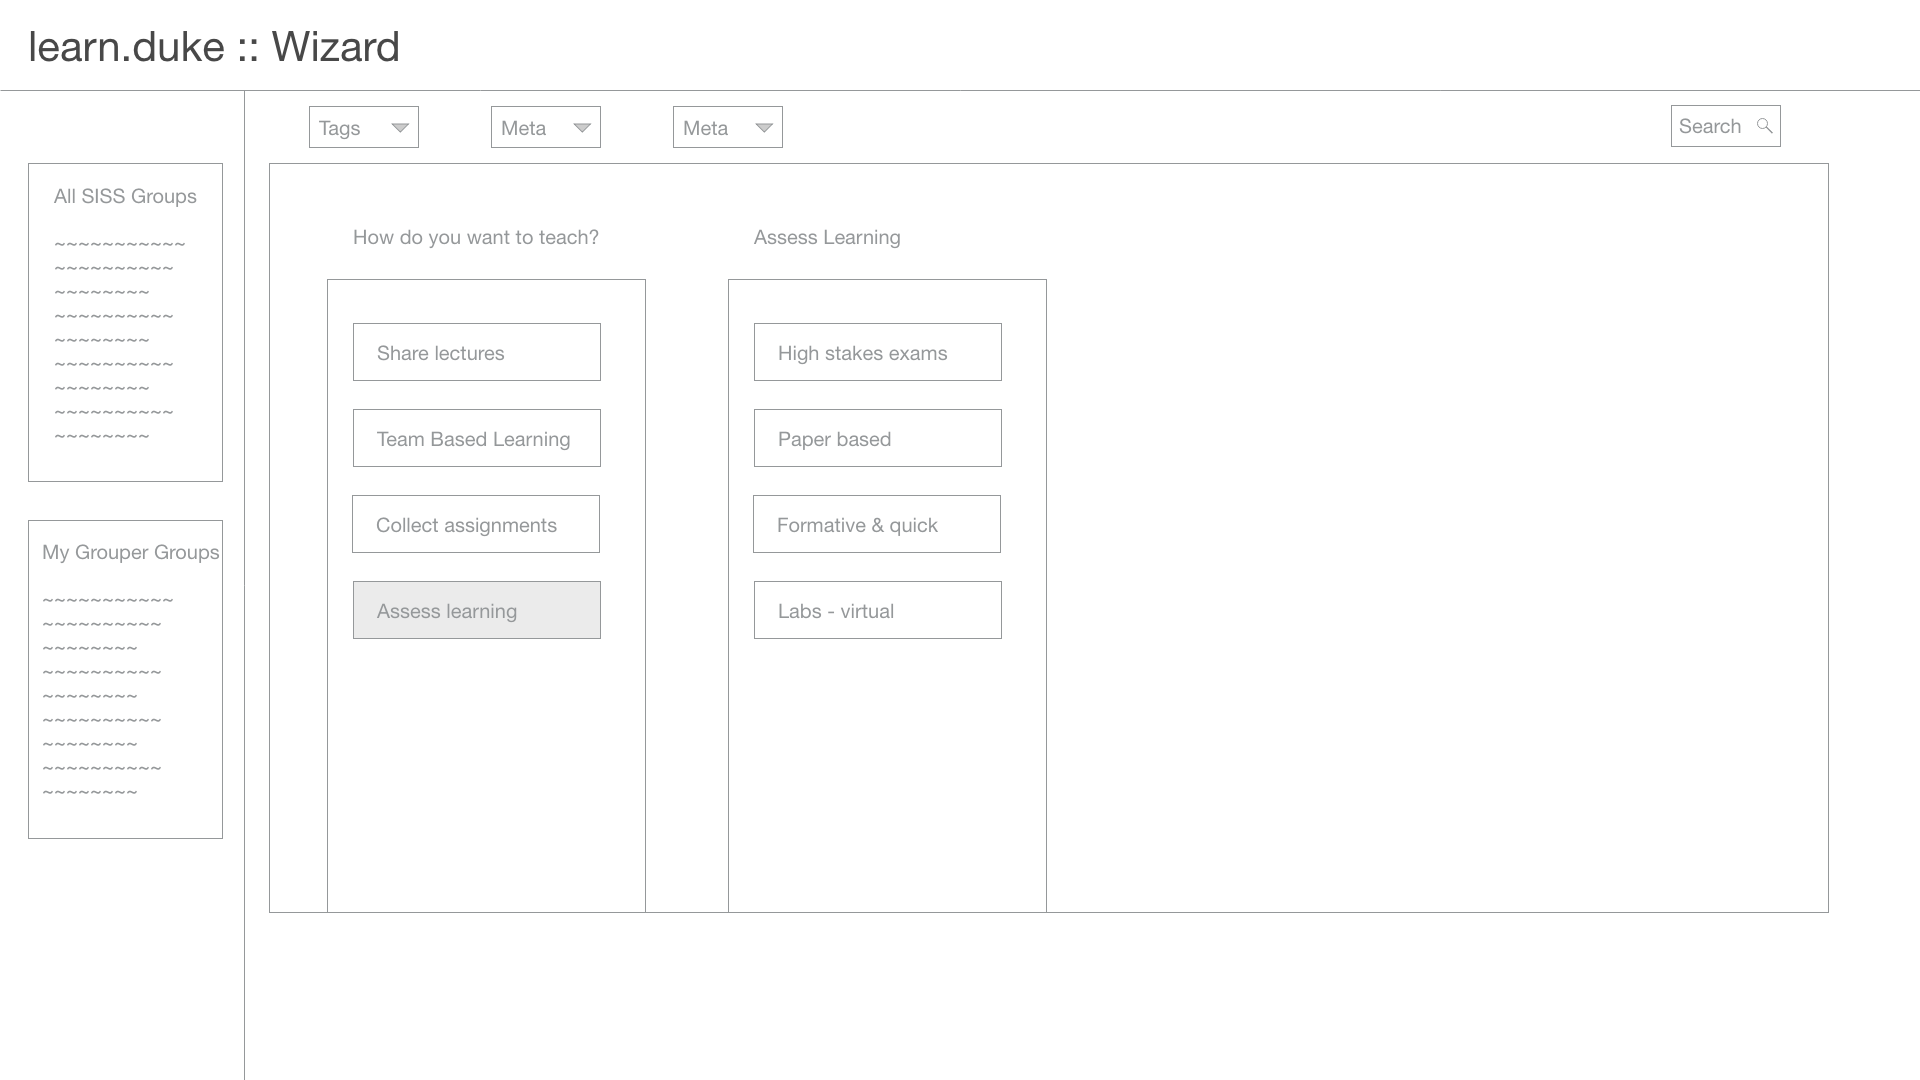 learn.duke :: Wizard
Tags
Meta
Meta
Search
All SISS Groups
~~~~~~~~~~~
~~~~~~~~~~
~~~~~~~~
~~~~~~~~~~
~~~~~~~~
~~~~~~~~~~
~~~~~~~~
~~~~~~~~~~
~~~~~~~~
My Grouper Groups
~~~~~~~~~~~
~~~~~~~~~~
~~~~~~~~
~~~~~~~~~~
~~~~~~~~
~~~~~~~~~~
~~~~~~~~
~~~~~~~~~~
~~~~~~~~
How do you want to teach?
Share lectures
Team Based Learning
Collect assignments
Assess learning
Assess Learning
High stakes exams
Paper based
Formative & quick
Labs - virtual